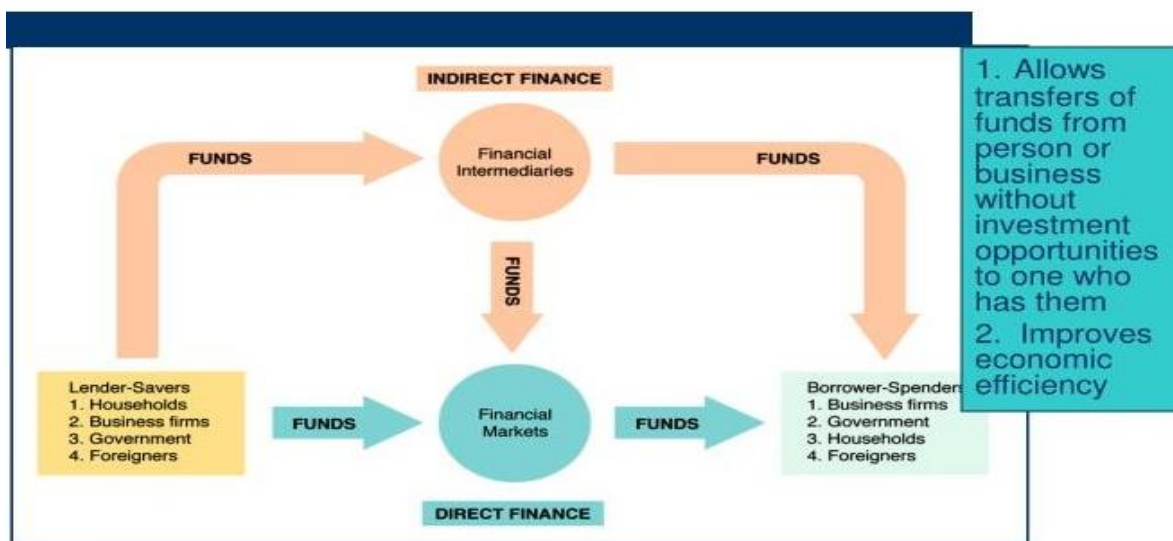 INDIRECT FINANCE
FUNDS
Financial
Intermediaries
FUNDS
FUNDS
Lender-Savers
1. Households
2. Business firms
3. Government
4. Foreigners
FUNDS
Financial
Markets
FUNDS
Borrower-Spenders
1. Business firms
2. Government
3. Households
4. Foreigners
DIRECT FINANCE
1. Allows
transfers of
funds from
person or
business
without
investment
opportunities
to one who
has them
2. Improves
economic
efficiency